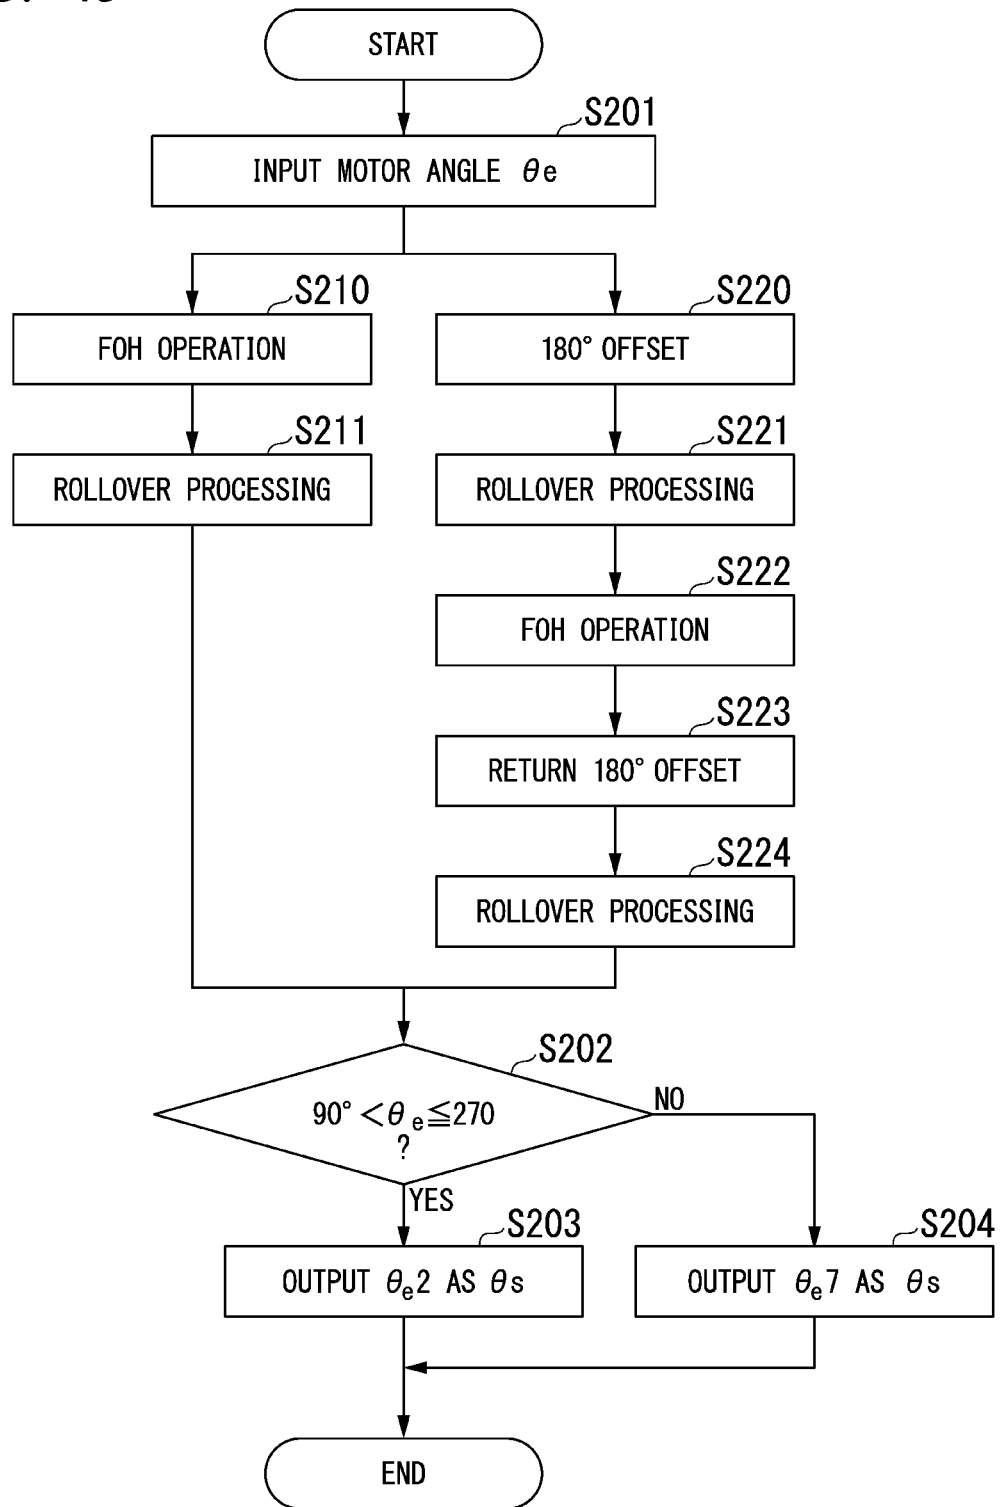 START
S201
INPUT MOTOR ANGLE θe
S210
FOH OPERATION
S211
ROLLOVER PROCESSING
S220
180° OFFSET
S221
ROLLOVER PROCESSING
S222
FOH OPERATION
S223
RETURN 180° OFFSET
S224
ROLLOVER PROCESSING
S202
90° <θe≦270
?
NO
YES
S203
OUTPUT θe2 AS θs
S204
OUTPUT θe7 AS θs
END